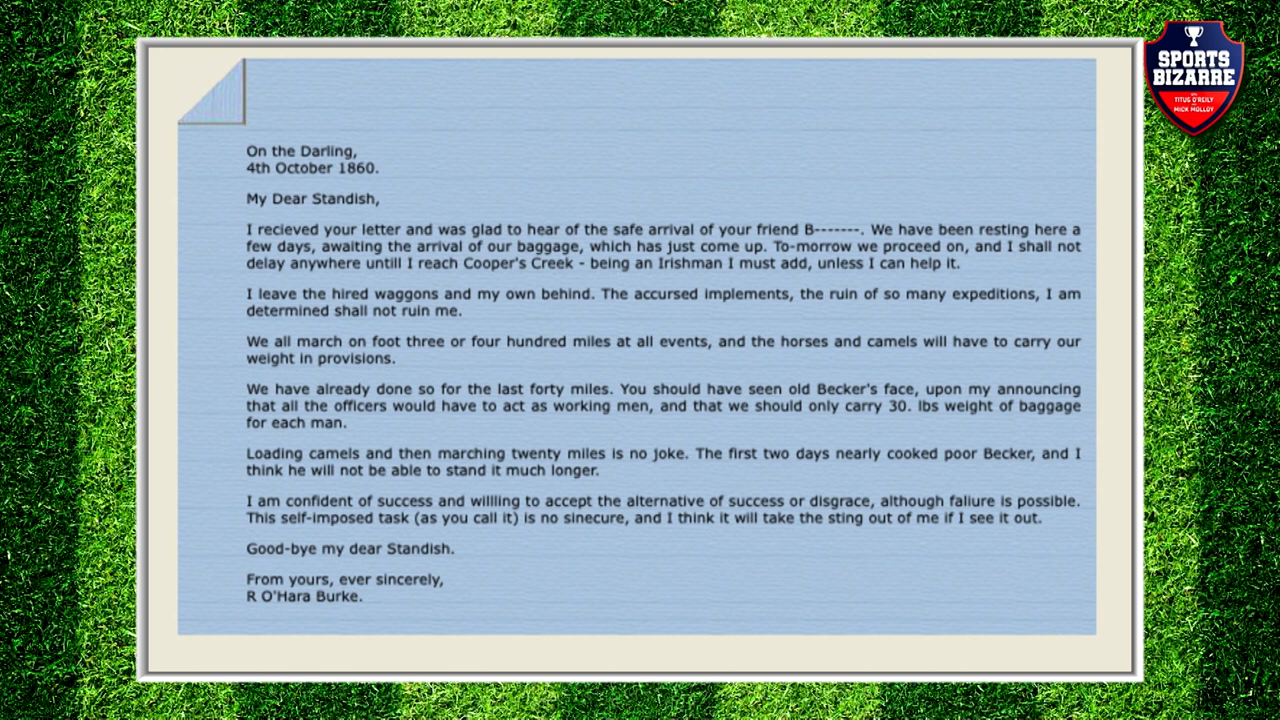 On the Darling,
4th October 1860.
My Dear Standish,
I recieved your letter and was glad to hear of the safe arrival of your friend B-------. We have been resting here a
few days, awaiting the arrival of our baggage, which has just come up. To-morrow we proceed on, and I shall not
delay anywhere untill I reach Cooper's Creek - being an Irishman I must add, unless I can help it.
I leave the hired waggons and my own behind. The accursed implements, the ruin of so many expeditions, I am
determined shall not ruin me.
We all march on foot three or four hundred miles at all events, and the horses and camels will have to carry our
weight in provisions.
We have already done so for the last forty miles. You should have seen old Becker's face, upon my announcing
that all the officers would have to act as working men, and that we should only carry 30. lbs weight of baggage
for each man.
Loading camels and then marching twenty miles is no joke. The first two days nearly cooked poor Becker, and I
think he will not be able to stand it much longer.
I am confident of success and willling to accept the alternative of success or disgrace, although faliure is possible.
This self-imposed task (as you call it) is no sinecure, and I think it will take the sting out of me if I see it out.
Good-bye my dear Standish.
From yours, ever sincerely,
R O'Hara Burke.
SPORTS
BIZARRE
WITH
TITUS O'REILY
AND
MICK MOLLOY